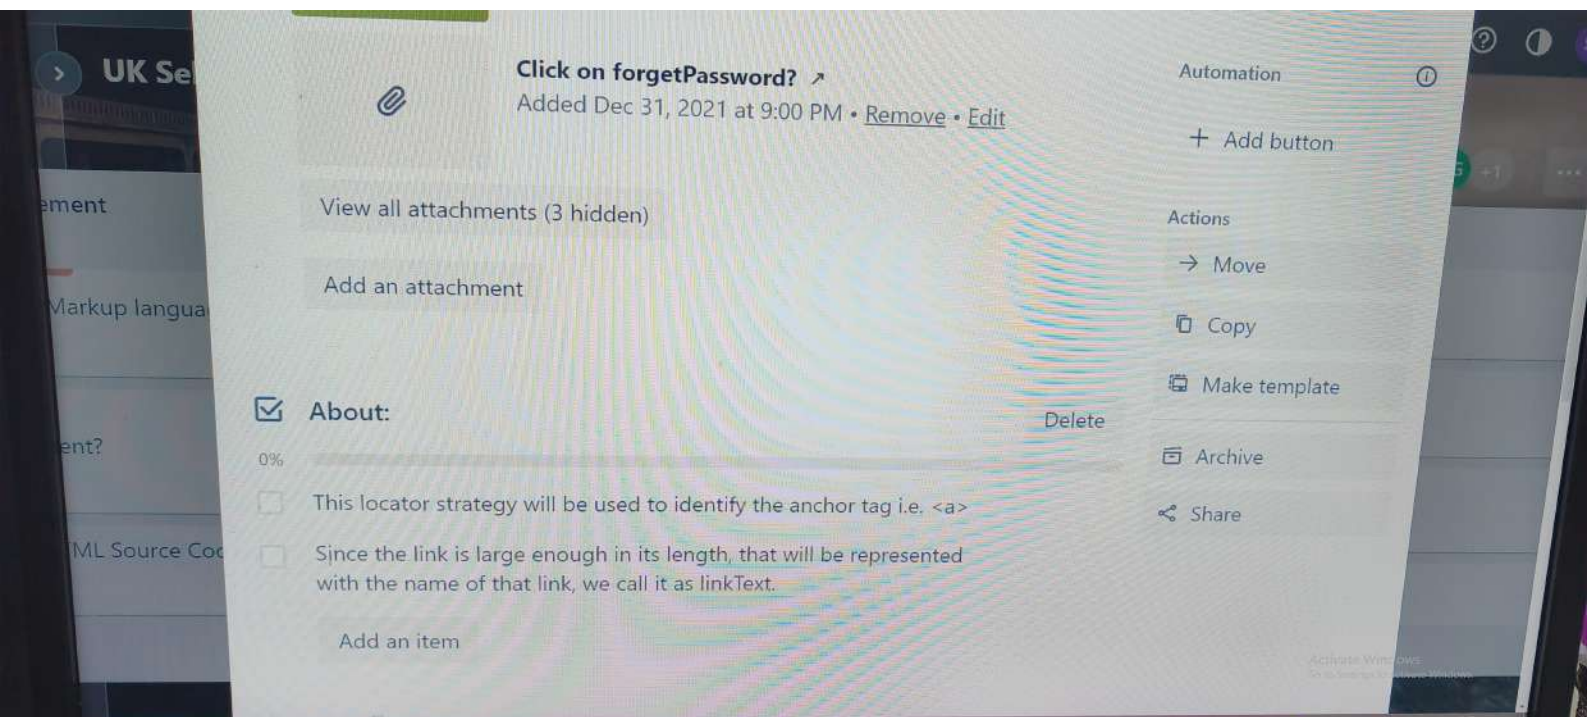 UK Se
Click on forgetPassword? ↗
Added Dec 31, 2021 at 9:00 PM • Remove • Edit
View all attachments (3 hidden)
Add an attachment
About:
Delete
0%
This locator strategy will be used to identify the anchor tag i.e. <a>
Since the link is large enough in its length, that will be represented
with the name of that link, we call it as linkText.
Add an item
Automation
+ Add button
Actions
→ Move
Copy
Make template
Archive
Share
ement
Markup langua
ent?
ML Source Cod
G +1
Activate Windows